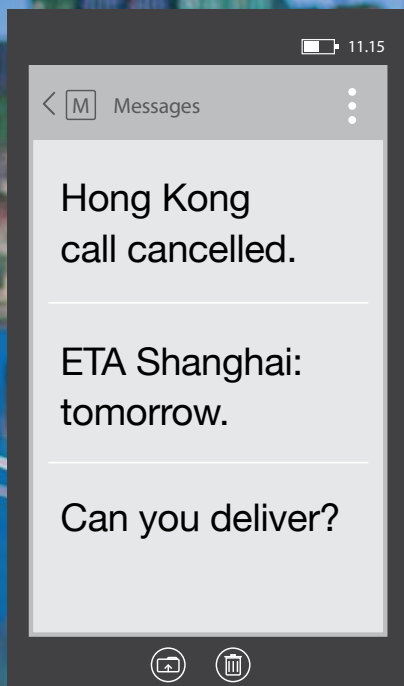 11.15
M Messages
Hong Kong
call cancelled.
ETA Shanghai:
tomorrow.
Can you deliver?